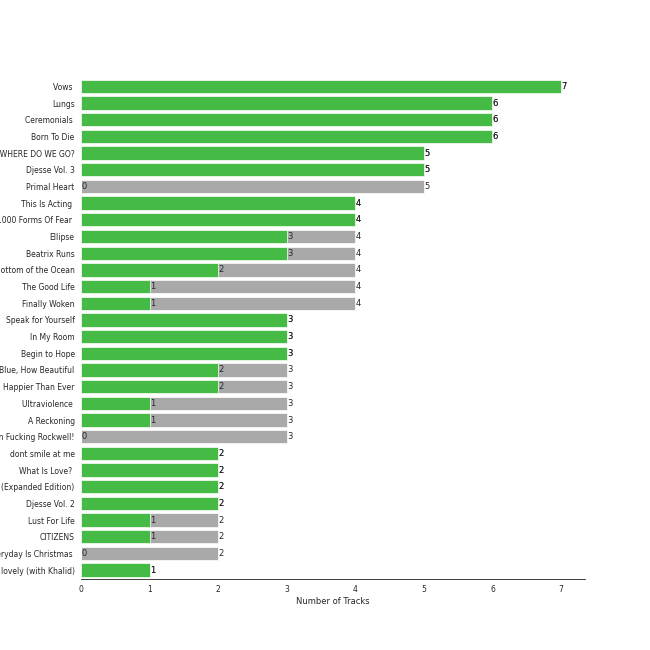 Vows 7
Lungs 6
Ceremonials 6
Born To Die 6
WHERE DO WE GO? 5
Djesse Vol. 3 5
Primal Heart 0 5
This Is Acting 4
000 Forms Of Fear 4
Ellipse 3 4
Beatrix Runs 3 4
ottom of the Ocean 2 4
The Good Life 1 4
Finally Woken 1 4
Speak for Yourself 3
In My Room 3
Begin to Hope 3
Blue, How Beautiful 2 3
Happier Than Ever 2 3
Ultraviolence 1 3
A Reckoning 1 3
n Fucking Rockwell! 0 3
dont smile at me 2
What Is Love? 2
(Expanded Edition) 2
Djesse Vol. 2 2
Lust For Life 1 2
CITIZENS 1 2
ryday Is Christmas 0 2
lovely (with Khalid) 1
0 1 2 3 4 5 6 7
Number of Tracks